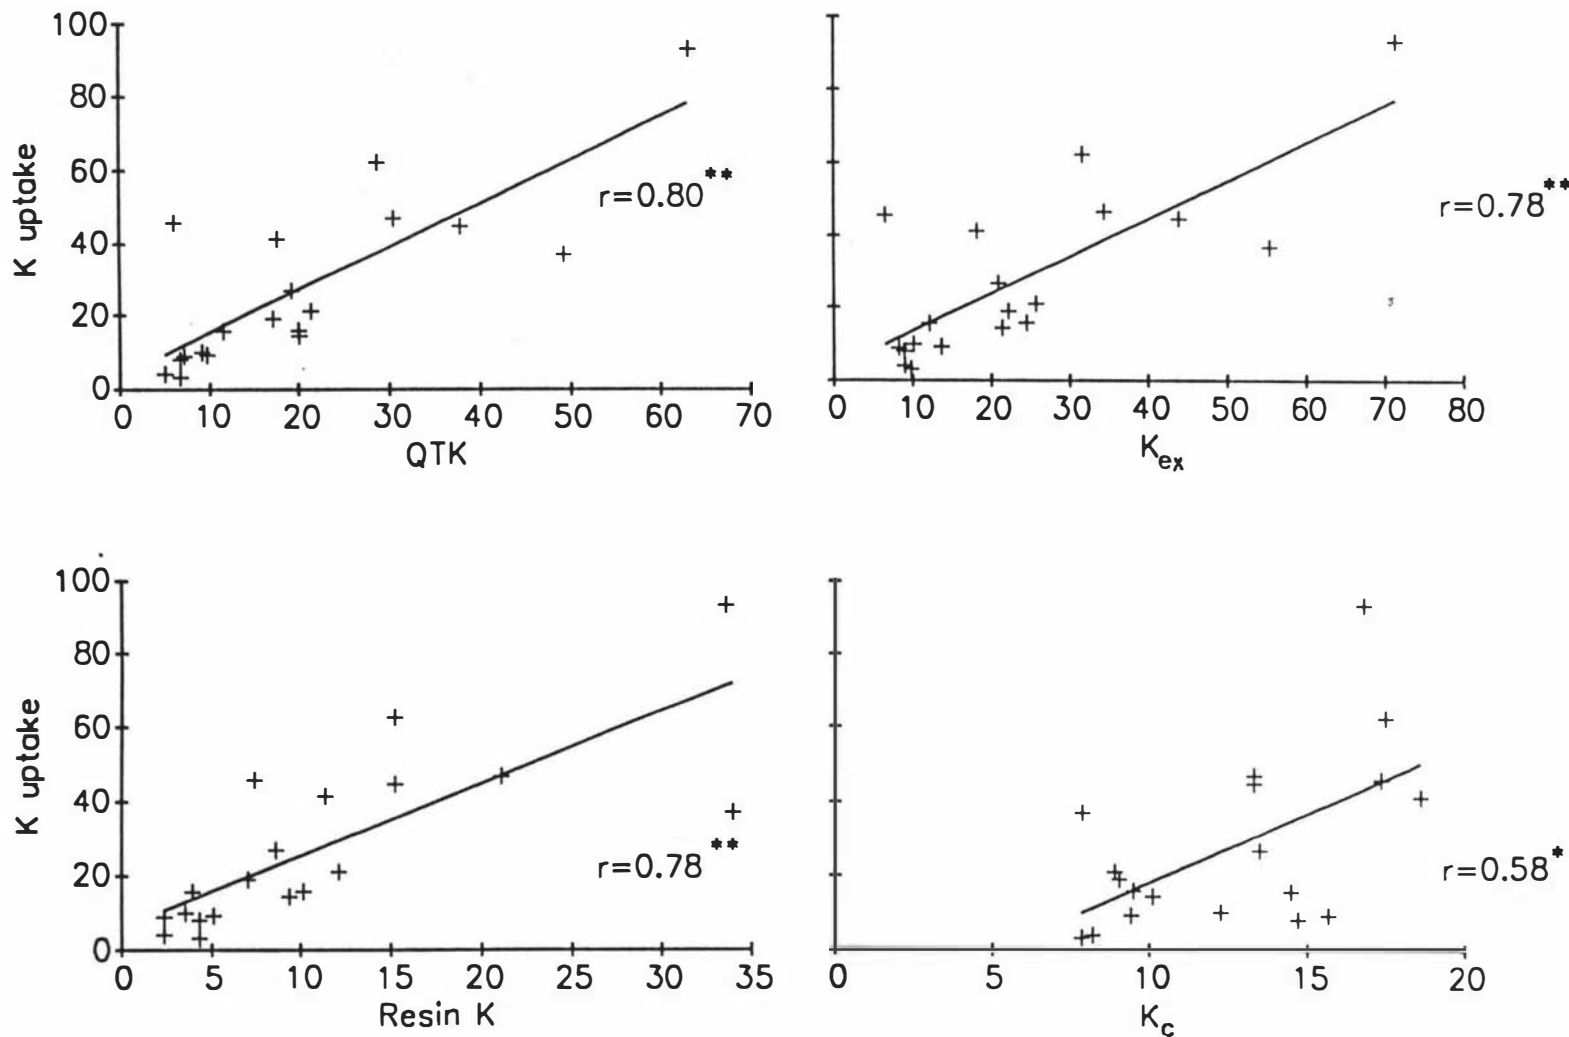 100
80
60
40
20
0
K uptake
r=0.80**
0 10 20 30 40 50 60 70
QTK
r=0.78**
0 10 20 30 40 50 60 70 80
Kex
100
80
60
40
20
0
K uptake
r=0.78**
0 5 10 15 20 25 30 35
Resin K
r=0.58*
0 5 10 15 20
Kc